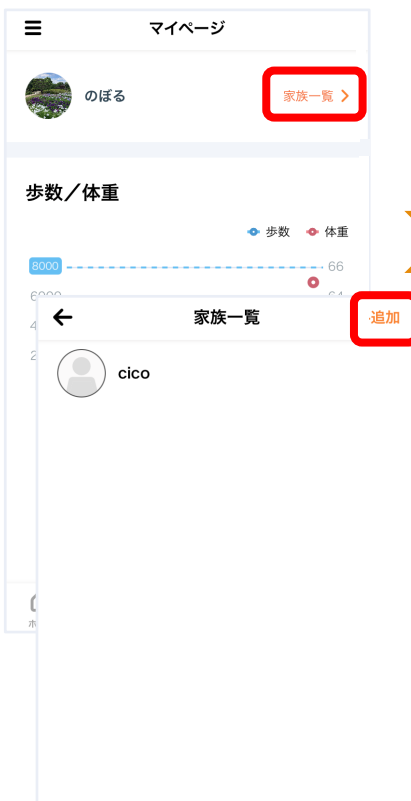 マイページ
のぼる
家族一覧
歩数／体重
歩数 体重
8000 66
家族一覧
追加
cico